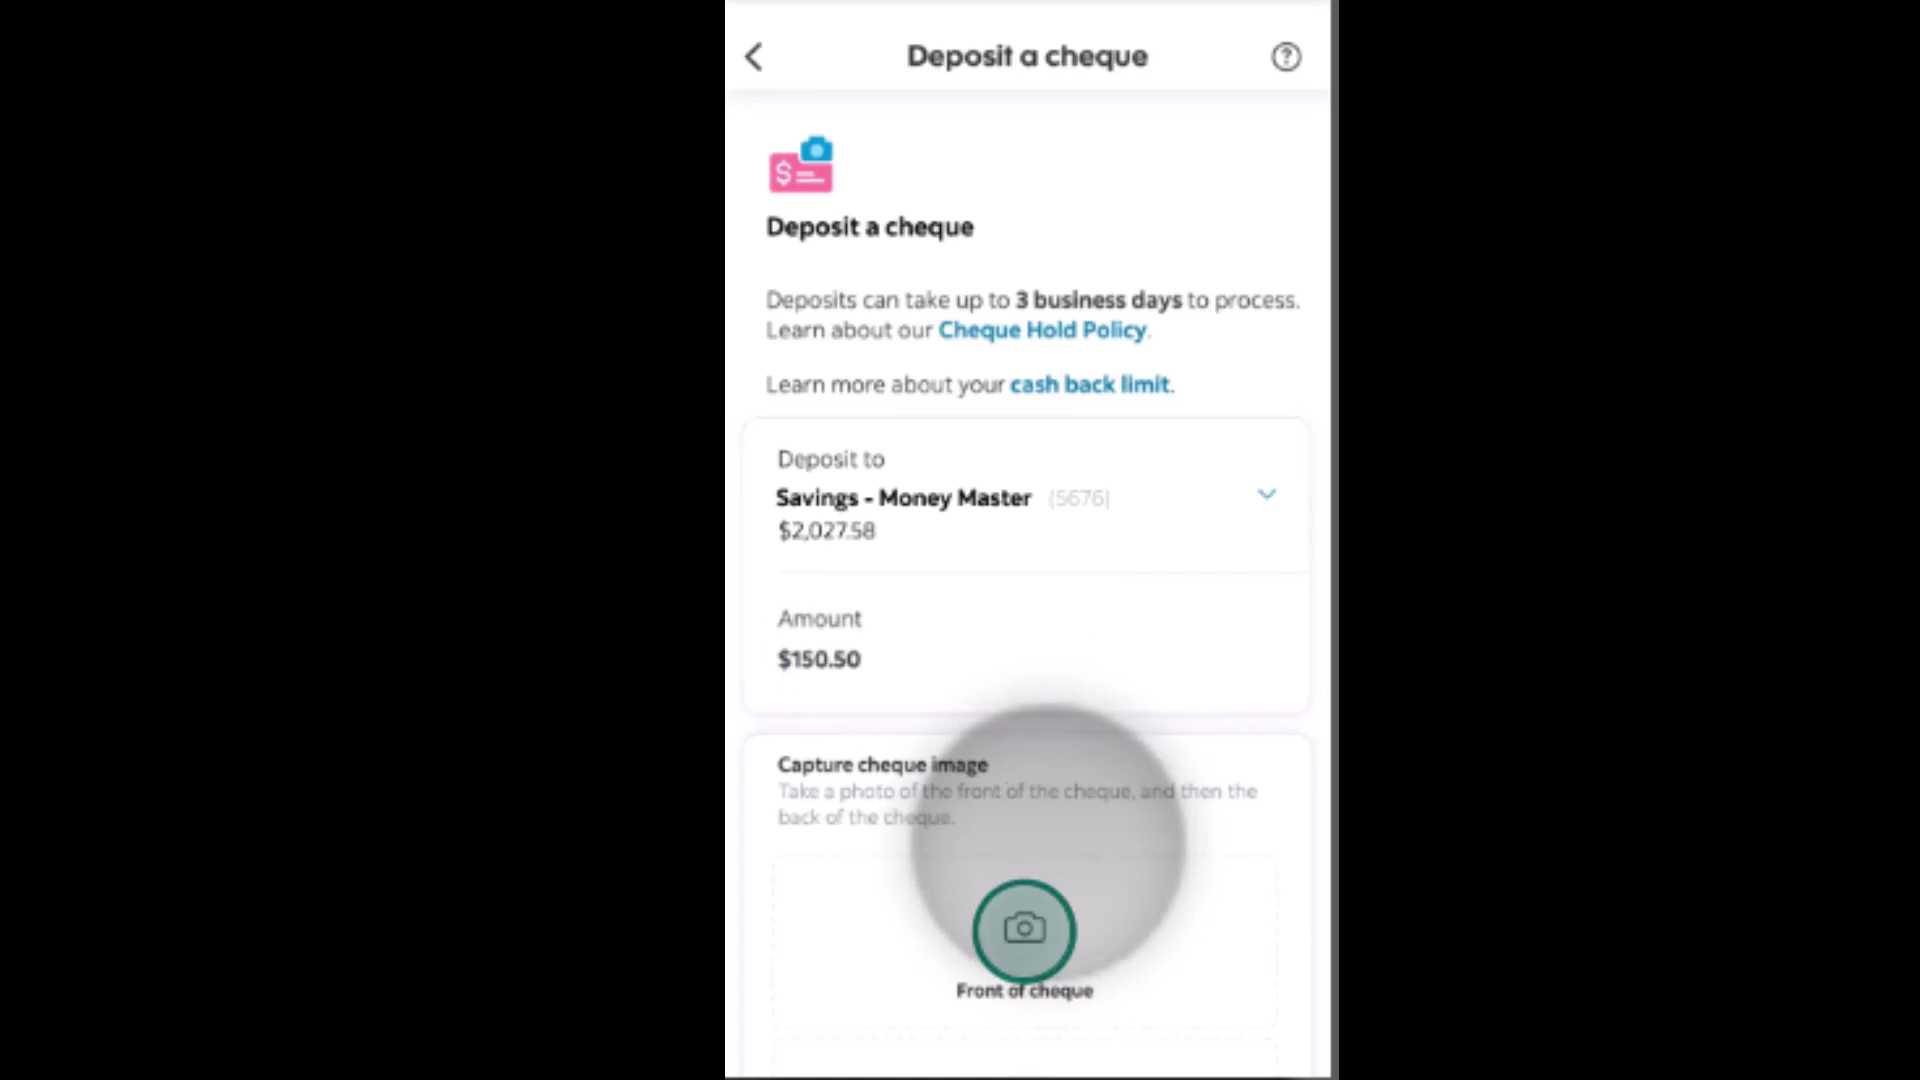 Deposit a cheque
?
$
Deposit a cheque
Deposits can take up to 3 business days to process.
Learn about our Cheque Hold Policy.
Learn more about your cash back limit.
Deposit to
Savings - Money Master (5676)
$2,027.58
Amount
$150.50
Capture cheque image
Take a photo of the front of the cheque, and then the
back of the cheque.
Front of cheque